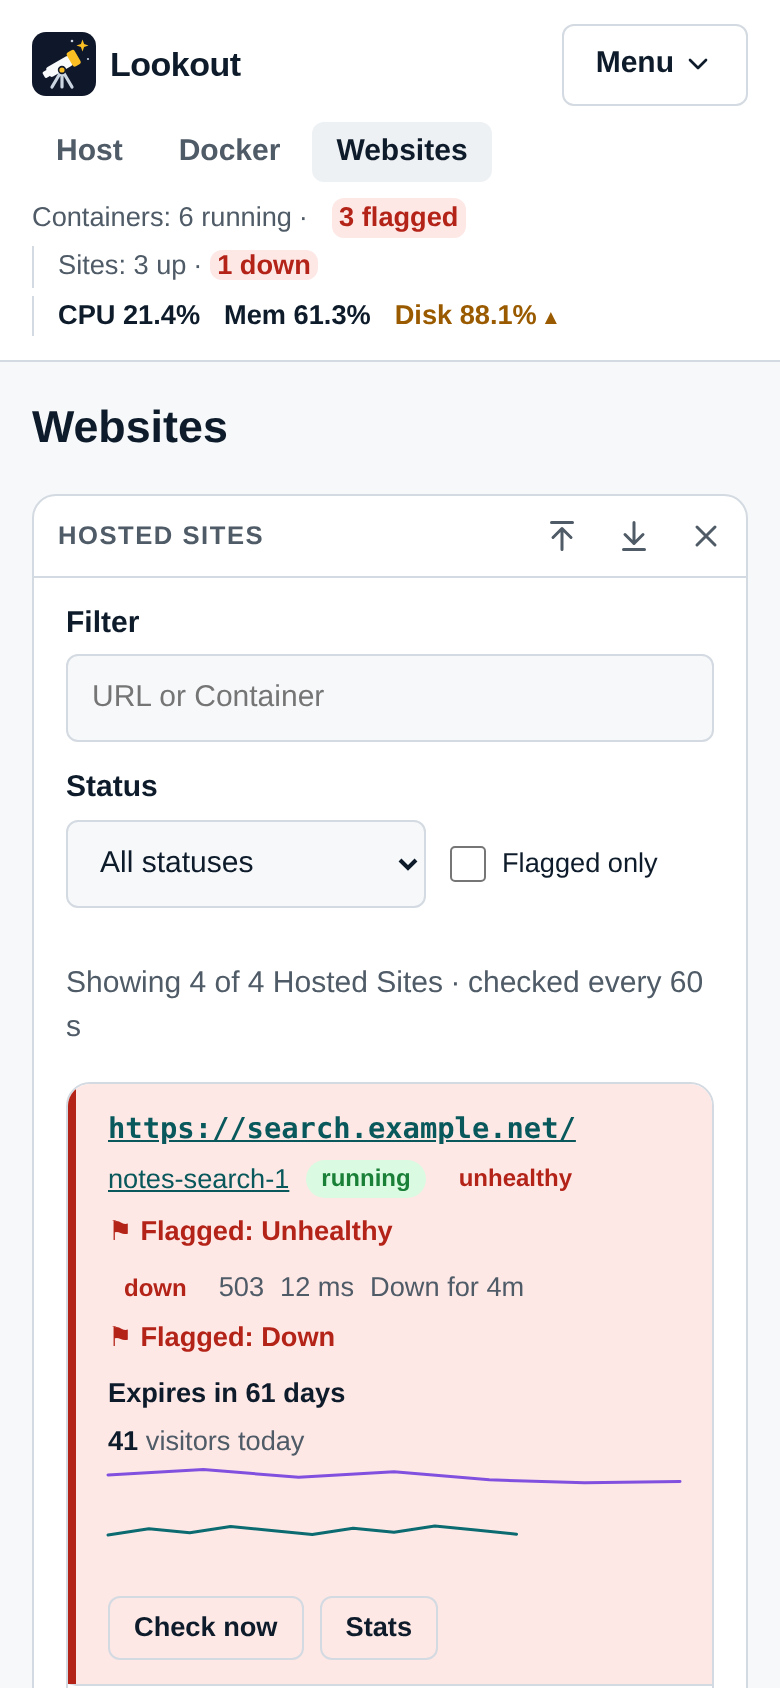 Lookout
Menu
Host Docker Websites
Containers: 6 running · 3 flagged
Sites: 3 up · 1 down
CPU 21.4% Mem 61.3% Disk 88.1% ▲
Websites
HOSTED SITES
Filter
URL or Container
Status
All statuses
Flagged only
Showing 4 of 4 Hosted Sites · checked every 60
s
https://search.example.net/
notes-search-1 running unhealthy
⚑ Flagged: Unhealthy
down 503 12 ms Down for 4m
⚑ Flagged: Down
Expires in 61 days
41 visitors today
Check now Stats